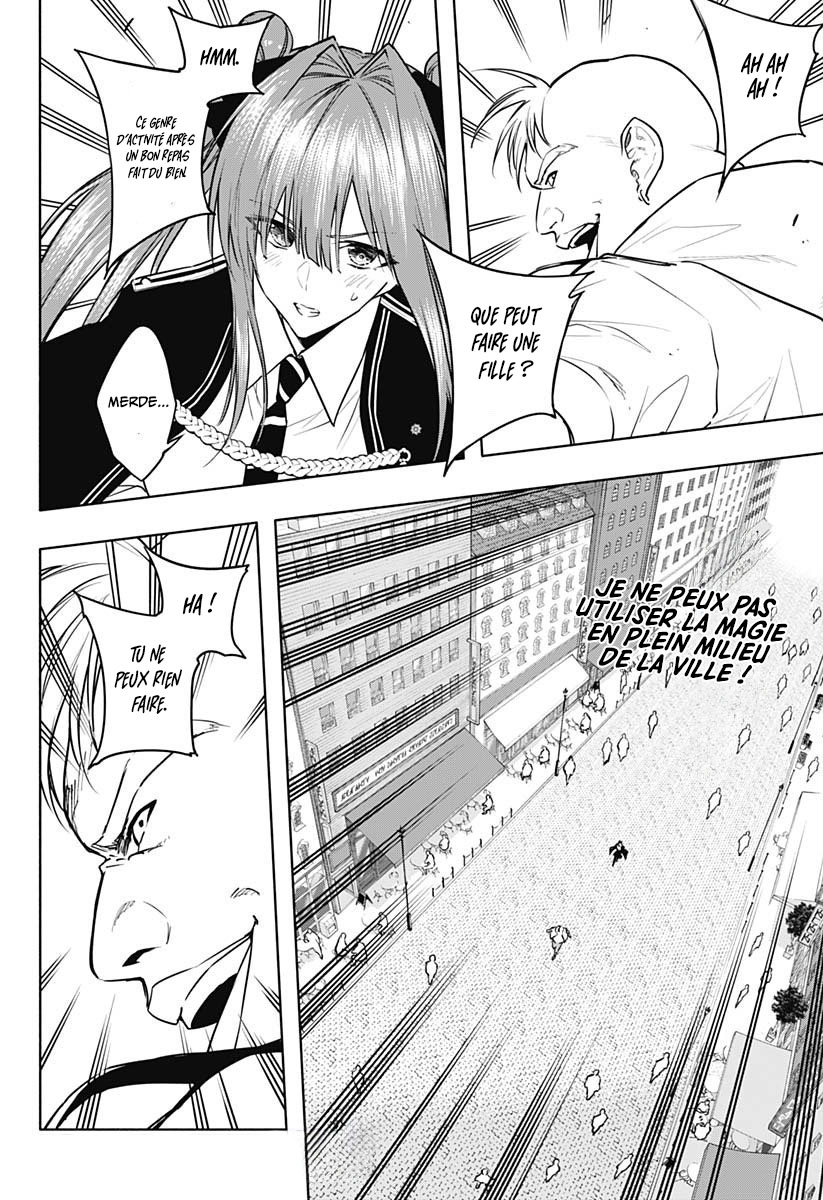 AH AH
AH !
QUE PEUT
FAIRE UNE
FILLE ?
HMM.
CE GENRE
D'ACTIVITÉ APRÈS
UN BON REPAS
FAIT DU BIEN.
MERDE...
JE NE PEUX PAS
UTILISER LA MAGIE
EN PLEIN MILIEU
DE LA VILLE !
HA !
TU NE
PEUX RIEN
FAIRE.